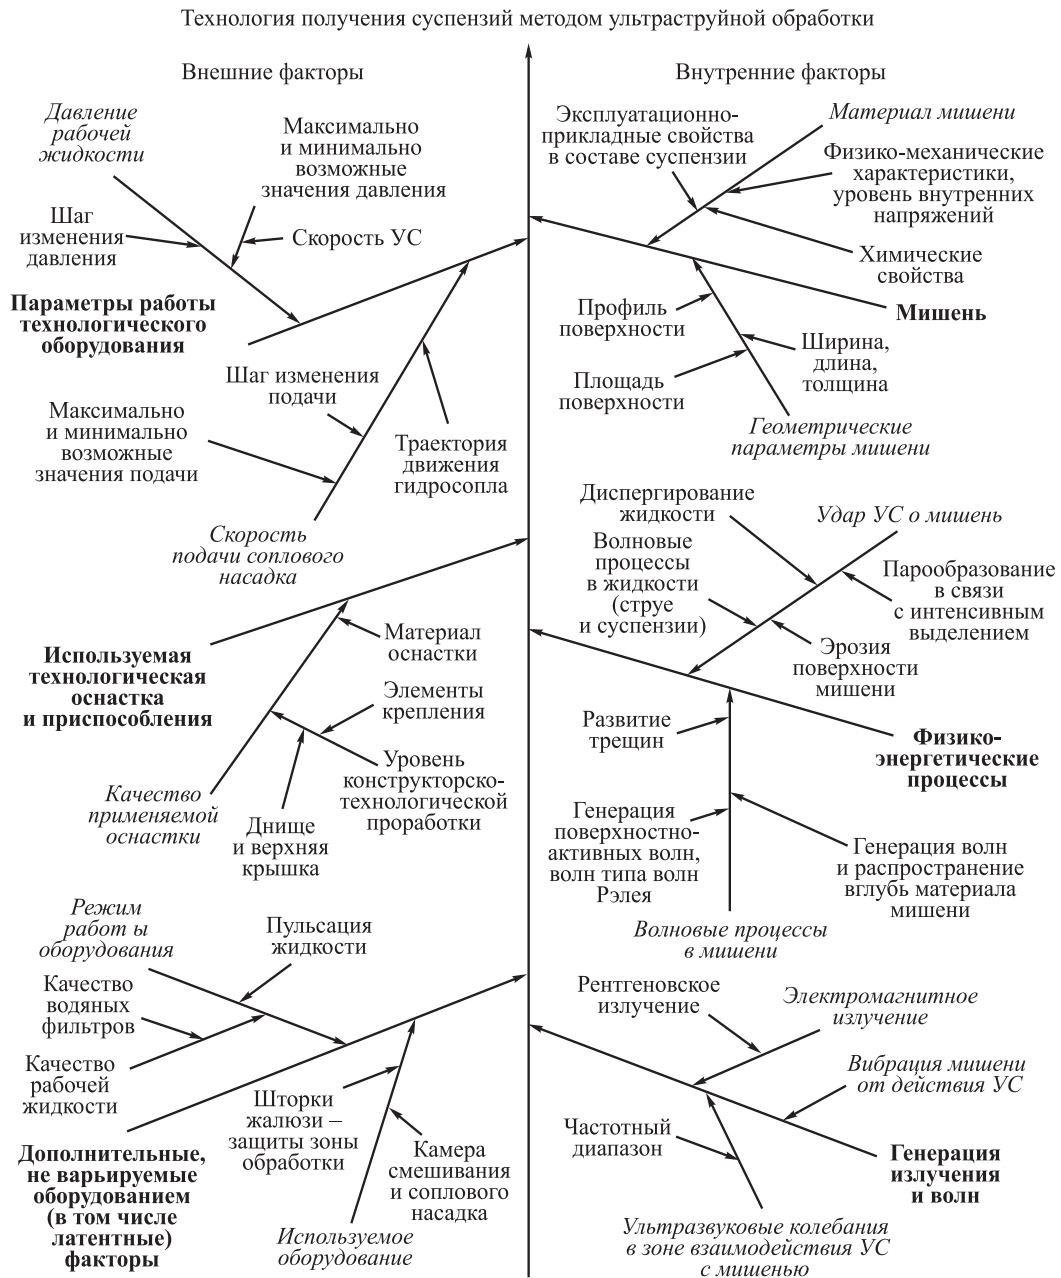 Технология получения суспензий методом ультраструйной обработки
Внешние факторы
Давление
рабочей
жидкости
Максимально
и минимально
возможные
значения давления
Шаг
изменения
давления
Скорость УС
Параметры работы
технологического
оборудования
Шаг изменения
подачи
Максимально
и минимально
возможные
значения подачи
Траектория
движения
гидросопла
Скорость
подачи соплового
насадка
Используемая
технологическая
оснастка
и приспособления
Материал
оснастки
Элементы
крепления
Уровень
конструкторско-
технологической
проработки
Качество
применяемой
оснастки
Днище
и верхняя
крышка
Режим
работ ы
оборудования
Пульсация
жидкости
Качество
водяных
фильтров
Качество
рабочей
жидкости
Шторки
жалюзи –
защиты зоны
обработки
Камера
смешивания
и соплового
насадка
Дополнительные,
не варьируемые
оборудованием
(в том числе
латентные)
факторы
Используемое
оборудование
Внутренние факторы
Эксплуатационно-
прикладные свойства
в составе суспензии
Материал мишени
Физико-механические
характеристики,
уровень внутренних
напряжений
Химические
свойства
Мишень
Профиль
поверхности
Ширина,
длина,
толщина
Площадь
поверхности
Геометрические
параметры мишени
Диспергирование
жидкости
Удар УС о мишень
Волновые
процессы
в жидкости
(струе
и суспензии)
Парообразование
в связи
с интенсивным
выделением
Эрозия
поверхности
мишени
Развитие
трещин
Физико-
энергетические
процессы
Генерация
поверхностно-
активных волн,
волн типа волн
Рэлея
Генерация волн
и распространение
вглубь материала
мишени
Волновые процессы
в мишени
Рентгеновское
излучение
Электромагнитное
излучение
Вибрация мишени
от действия УС
Частотный
диапазон
Генерация
излучения
и волн
Ультразвуковые колебания
в зоне взаимодействия УС
с мишенью